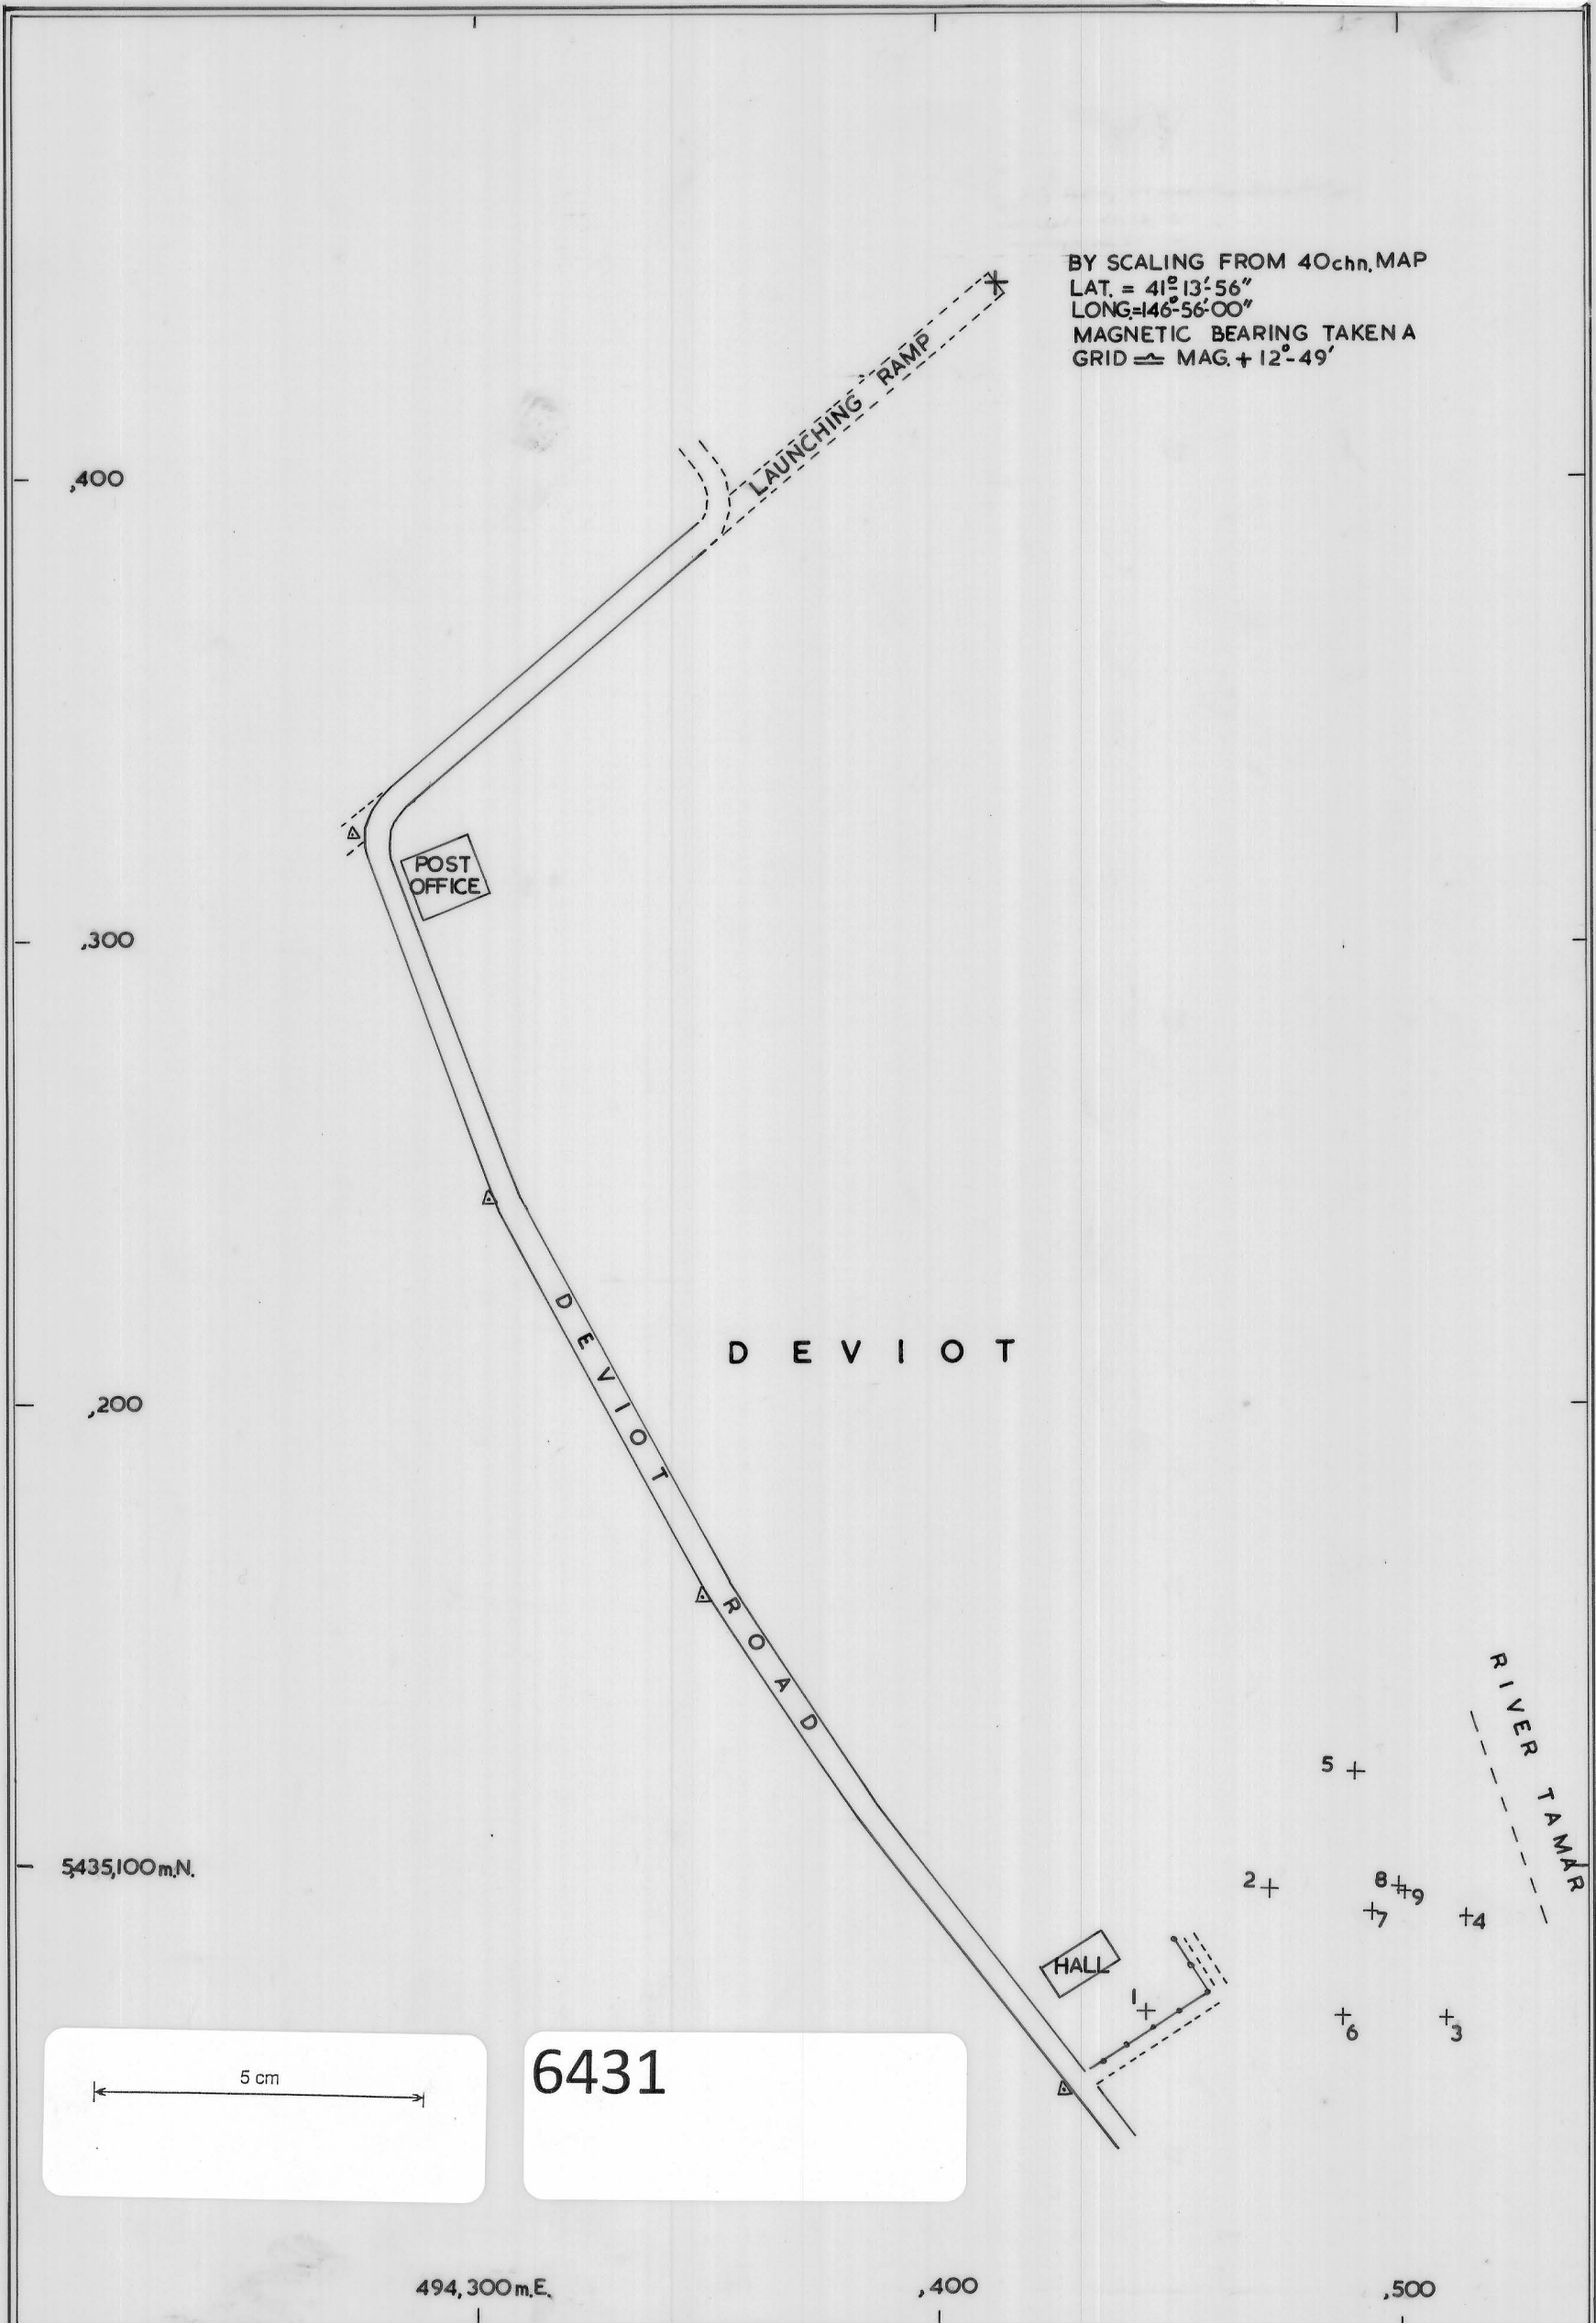 BY SCALING FROM 40chn. MAP
LAT. = 41°-13'-56"
LONG.=146°-56'-00"
MAGNETIC BEARING TAKEN A
GRID ≏ MAG. + 12°-49'
LAUNCHING RAMP
,400
POST
OFFICE
,300
DEVIOT ROAD
DEVIOT
,200
RIVER TAMAR
5
5,435,100 m.N.
2
8
9
7
4
HALL
1
6
3
5 cm
6431
494,300 m.E.
,400
,500